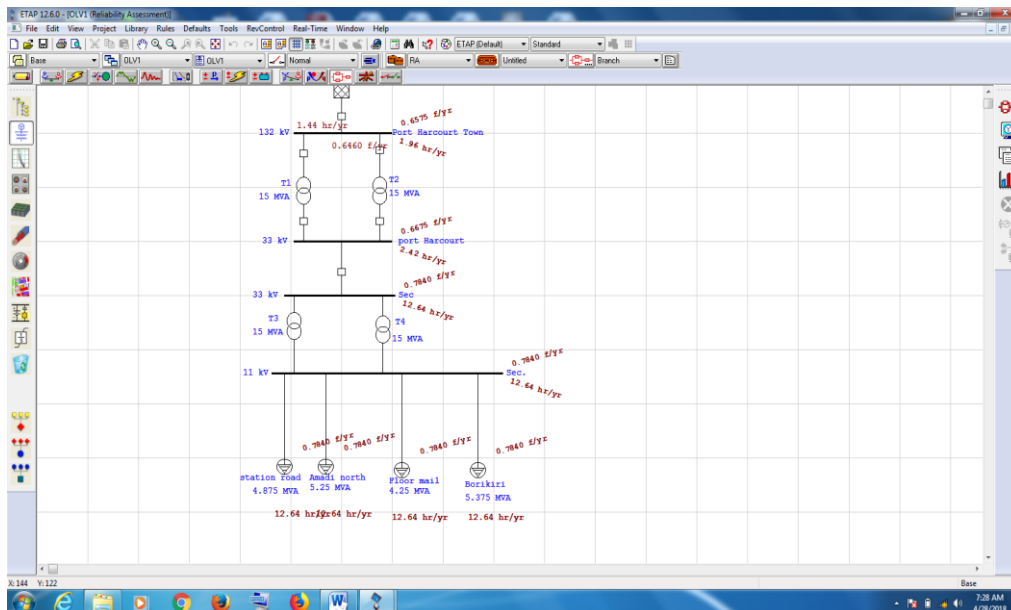 ETAP 12.6.0 - [OLV1 (Reliability Assessment)]
File Edit View Project Library Rules Defaults Tools RevControl Real-Time Window Help
ETAP (Default) Standard
Base OLV1 OLV1 Normal RA Untitled Branch
0.6575 f/yr
1.44 hr/yr
132 kV Port Harcourt Town
0.6460 f/yr 1.96 hr/yr
T1 T2
15 MVA 15 MVA
0.6675 f/yr
33 kV port Harcourt
2.42 hr/yr
0.7840 f/yr
33 kV Sec
12.64 hr/yr
T3 T4
15 MVA 15 MVA
0.7840 f/yr
11 kV Sec.
12.64 hr/yr
0.7840 f/yr 0.7840 f/yr 0.7840 f/yr 0.7840 f/yr
station road Amadi north Floor mail Borikiri
4.875 MVA 5.25 MVA 4.25 MVA 5.375 MVA
12.64 hr/yr 12.64 hr/yr 12.64 hr/yr 12.64 hr/yr
X: 144 Y: 122 Base
7:28 AM
4/28/2018